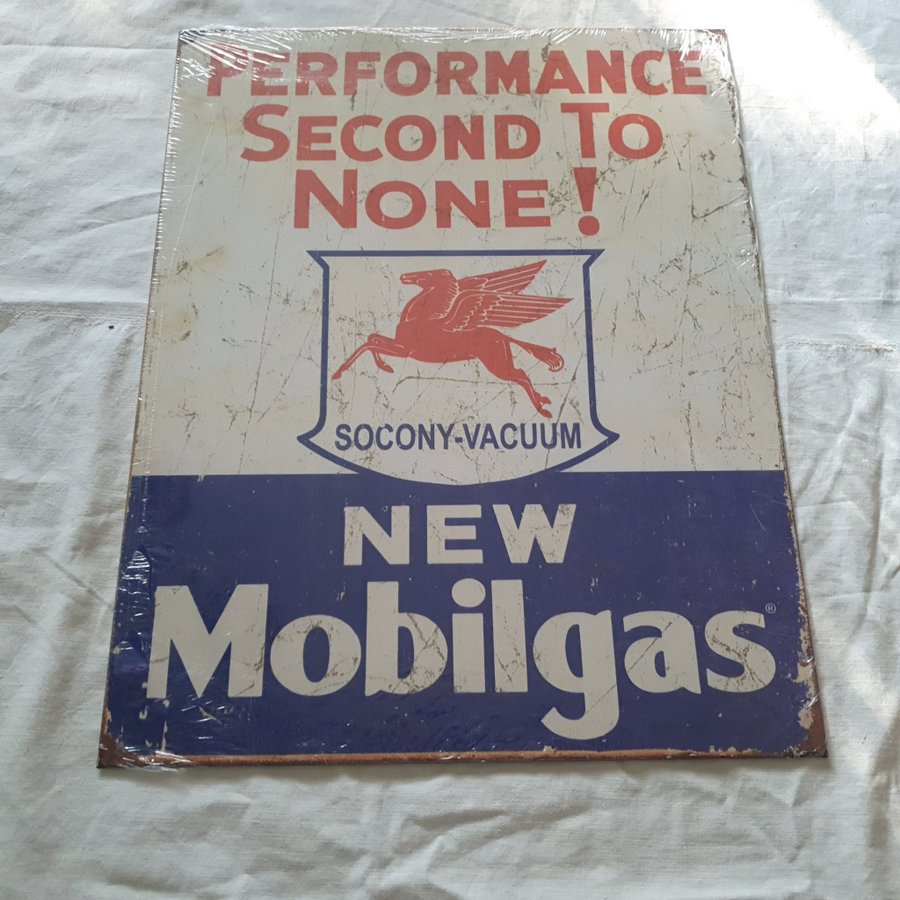 PERFORMANCE
SECOND TO
NONE!
SOCONY-VACUUM
NEW
Mobilgas®